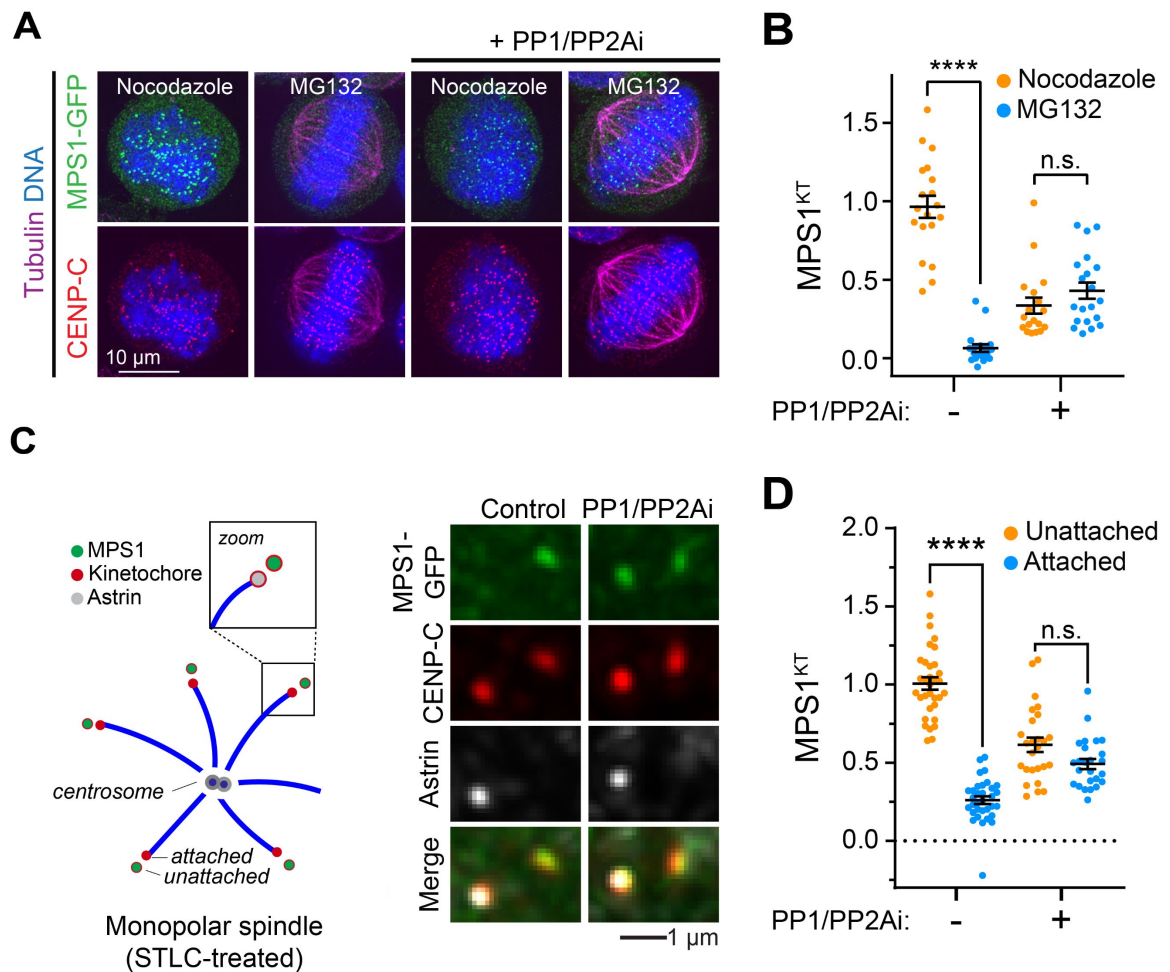 A
+ PP1/PP2Ai
Nocodazole
MG132
Nocodazole
MG132
Tubulin DNA
MPS1-GFP
CENP-C
10 µm
B
****
Nocodazole
MG132
n.s.
MPS1KT
1.5
1.0
0.5
0.0
PP1/PP2Ai:
-
+
C
MPS1
Kinetochore
Astrin
zoom
centrosome
attached
unattached
Monopolar spindle
(STLC-treated)
Control
PP1/PP2Ai
MPS1-
GFP
CENP-C
Astrin
Merge
1 µm
D
Unattached
Attached
****
n.s.
MPS1KT
2.0
1.5
1.0
0.5
0.0
PP1/PP2Ai:
-
+